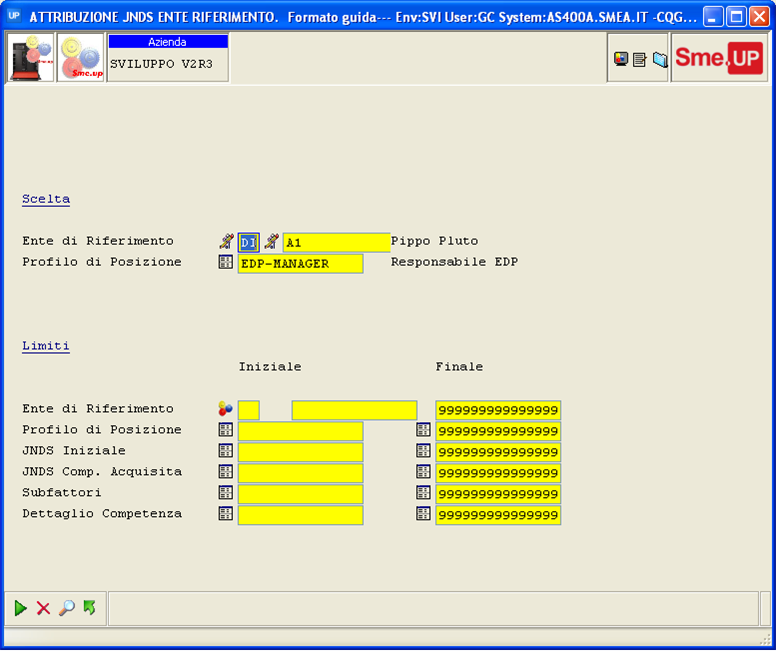 UP ATTRIBUZIONE JNDS ENTE RIFERIMENTO. Formato guida--- Env:SVI User:GC System:AS400A.SMEA.IT -CQG...
Sme.up
Azienda
SVILUPPO V2R3
Sme.UP
Scelta
Ente di Riferimento DI A1 Pippo Pluto
Profilo di Posizione EDP-MANAGER Responsabile EDP
Limiti
Iniziale Finale
Ente di Riferimento 999999999999999
Profilo di Posizione 999999999999999
JNDS Iniziale 999999999999999
JNDS Comp. Acquisita 999999999999999
Subfattori 999999999999999
Dettaglio Competenza 999999999999999